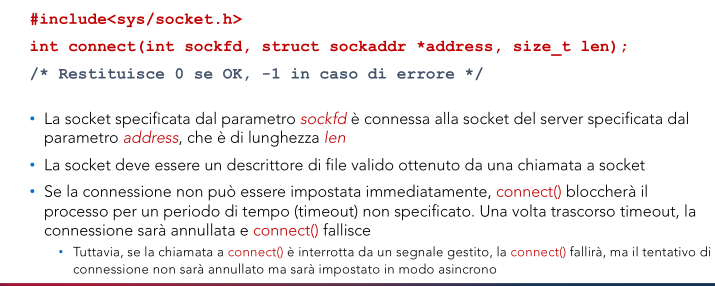 #include<sys/socket.h>
int connect(int sockfd, struct sockaddr *address, size_t len);
/* Restituisce 0 se OK, -1 in caso di errore */
• La socket specificata dal parametro sockfd è connessa alla socket del server specificata dal
parametro address, che è di lunghezza len
• La socket deve essere un descrittore di file valido ottenuto da una chiamata a socket
• Se la connessione non può essere impostata immediatamente, connect() bloccherà il
processo per un periodo di tempo (timeout) non specificato. Una volta trascorso timeout, la
connessione sarà annullata e connect() fallisce
• Tuttavia, se la chiamata a connect() è interrotta da un segnale gestito, la connect() fallirà, ma il tentativo di
connessione non sarà annullato ma sarà impostato in modo asincrono